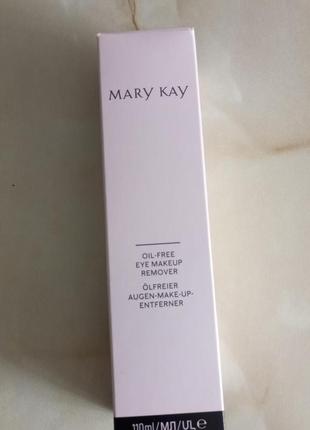 MARY KAY
OIL-FREE
EYE MAKEUP
REMOVER
ÖLFREIER
AUGEN-MAKE-UP-
ENTFERNER
110ml/МЛ/UL℮